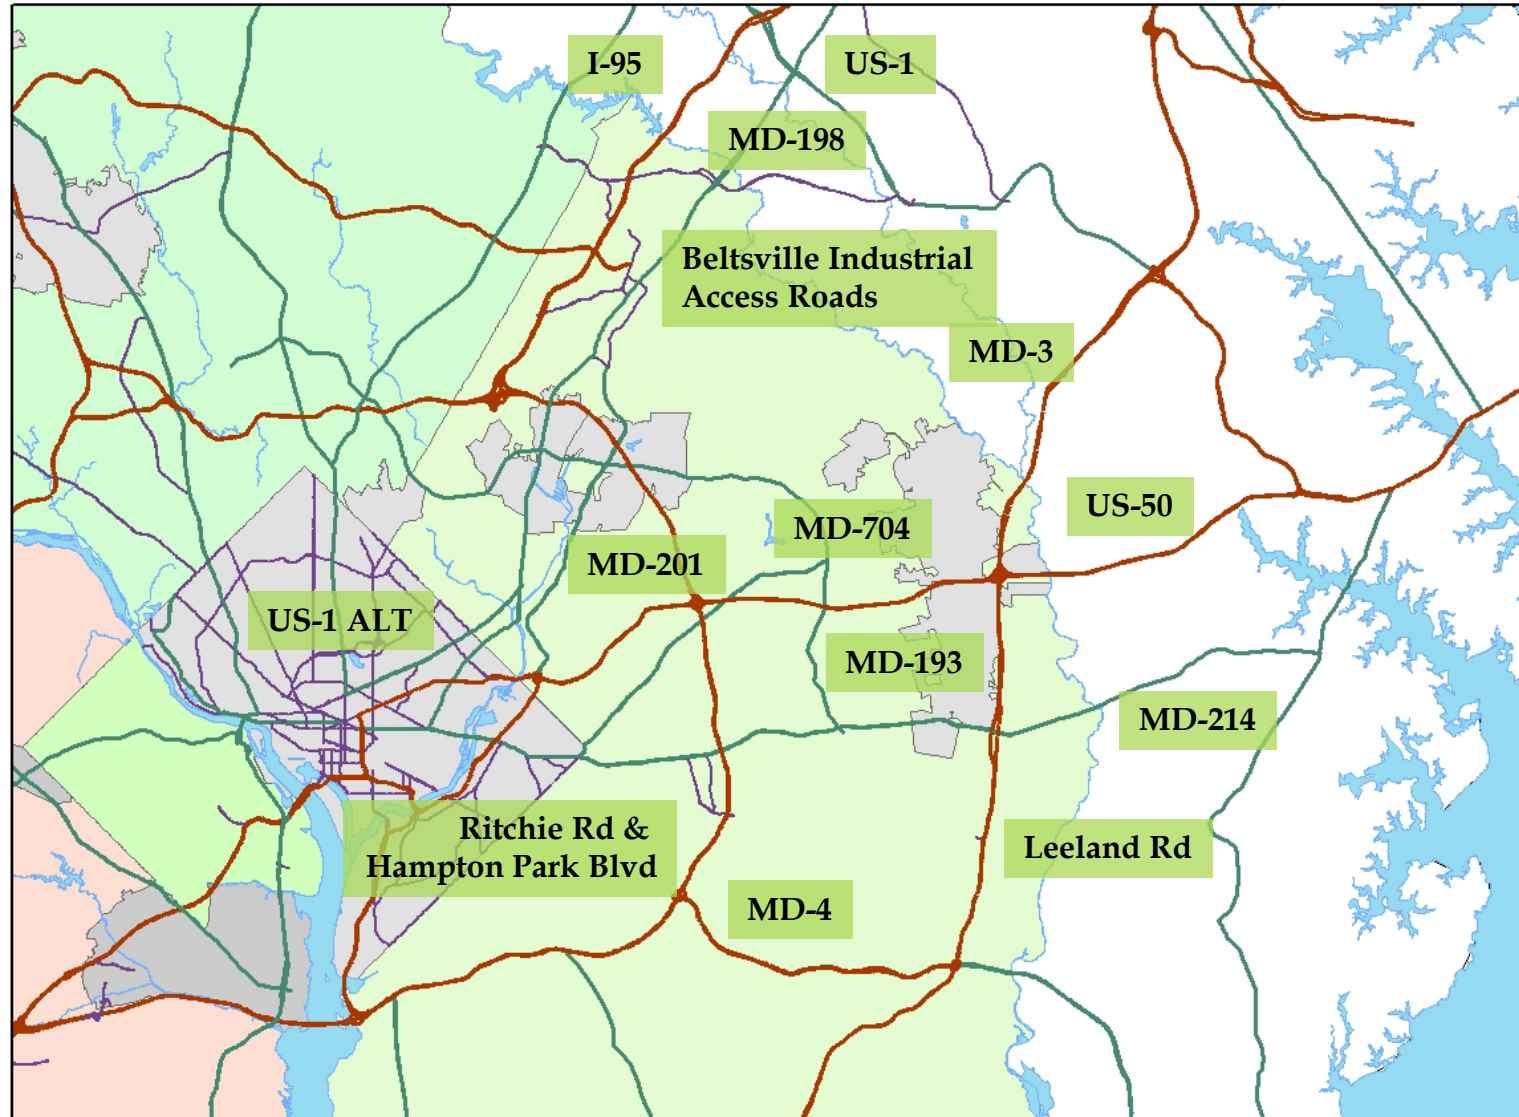 I-95
US-1
MD-198
Beltsville Industrial
Access Roads
MD-3
US-50
MD-704
MD-201
US-1 ALT
MD-193
MD-214
Ritchie Rd &
Hampton Park Blvd
Leeland Rd
MD-4